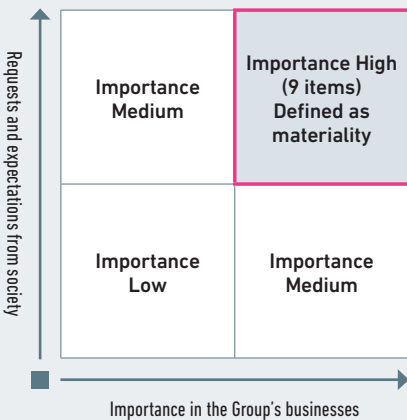 Requests and expectations from society
Importance
Medium
Importance High
(9 items)
Defined as
materiality
Importance
Low
Importance
Medium
Importance in the Group’s businesses